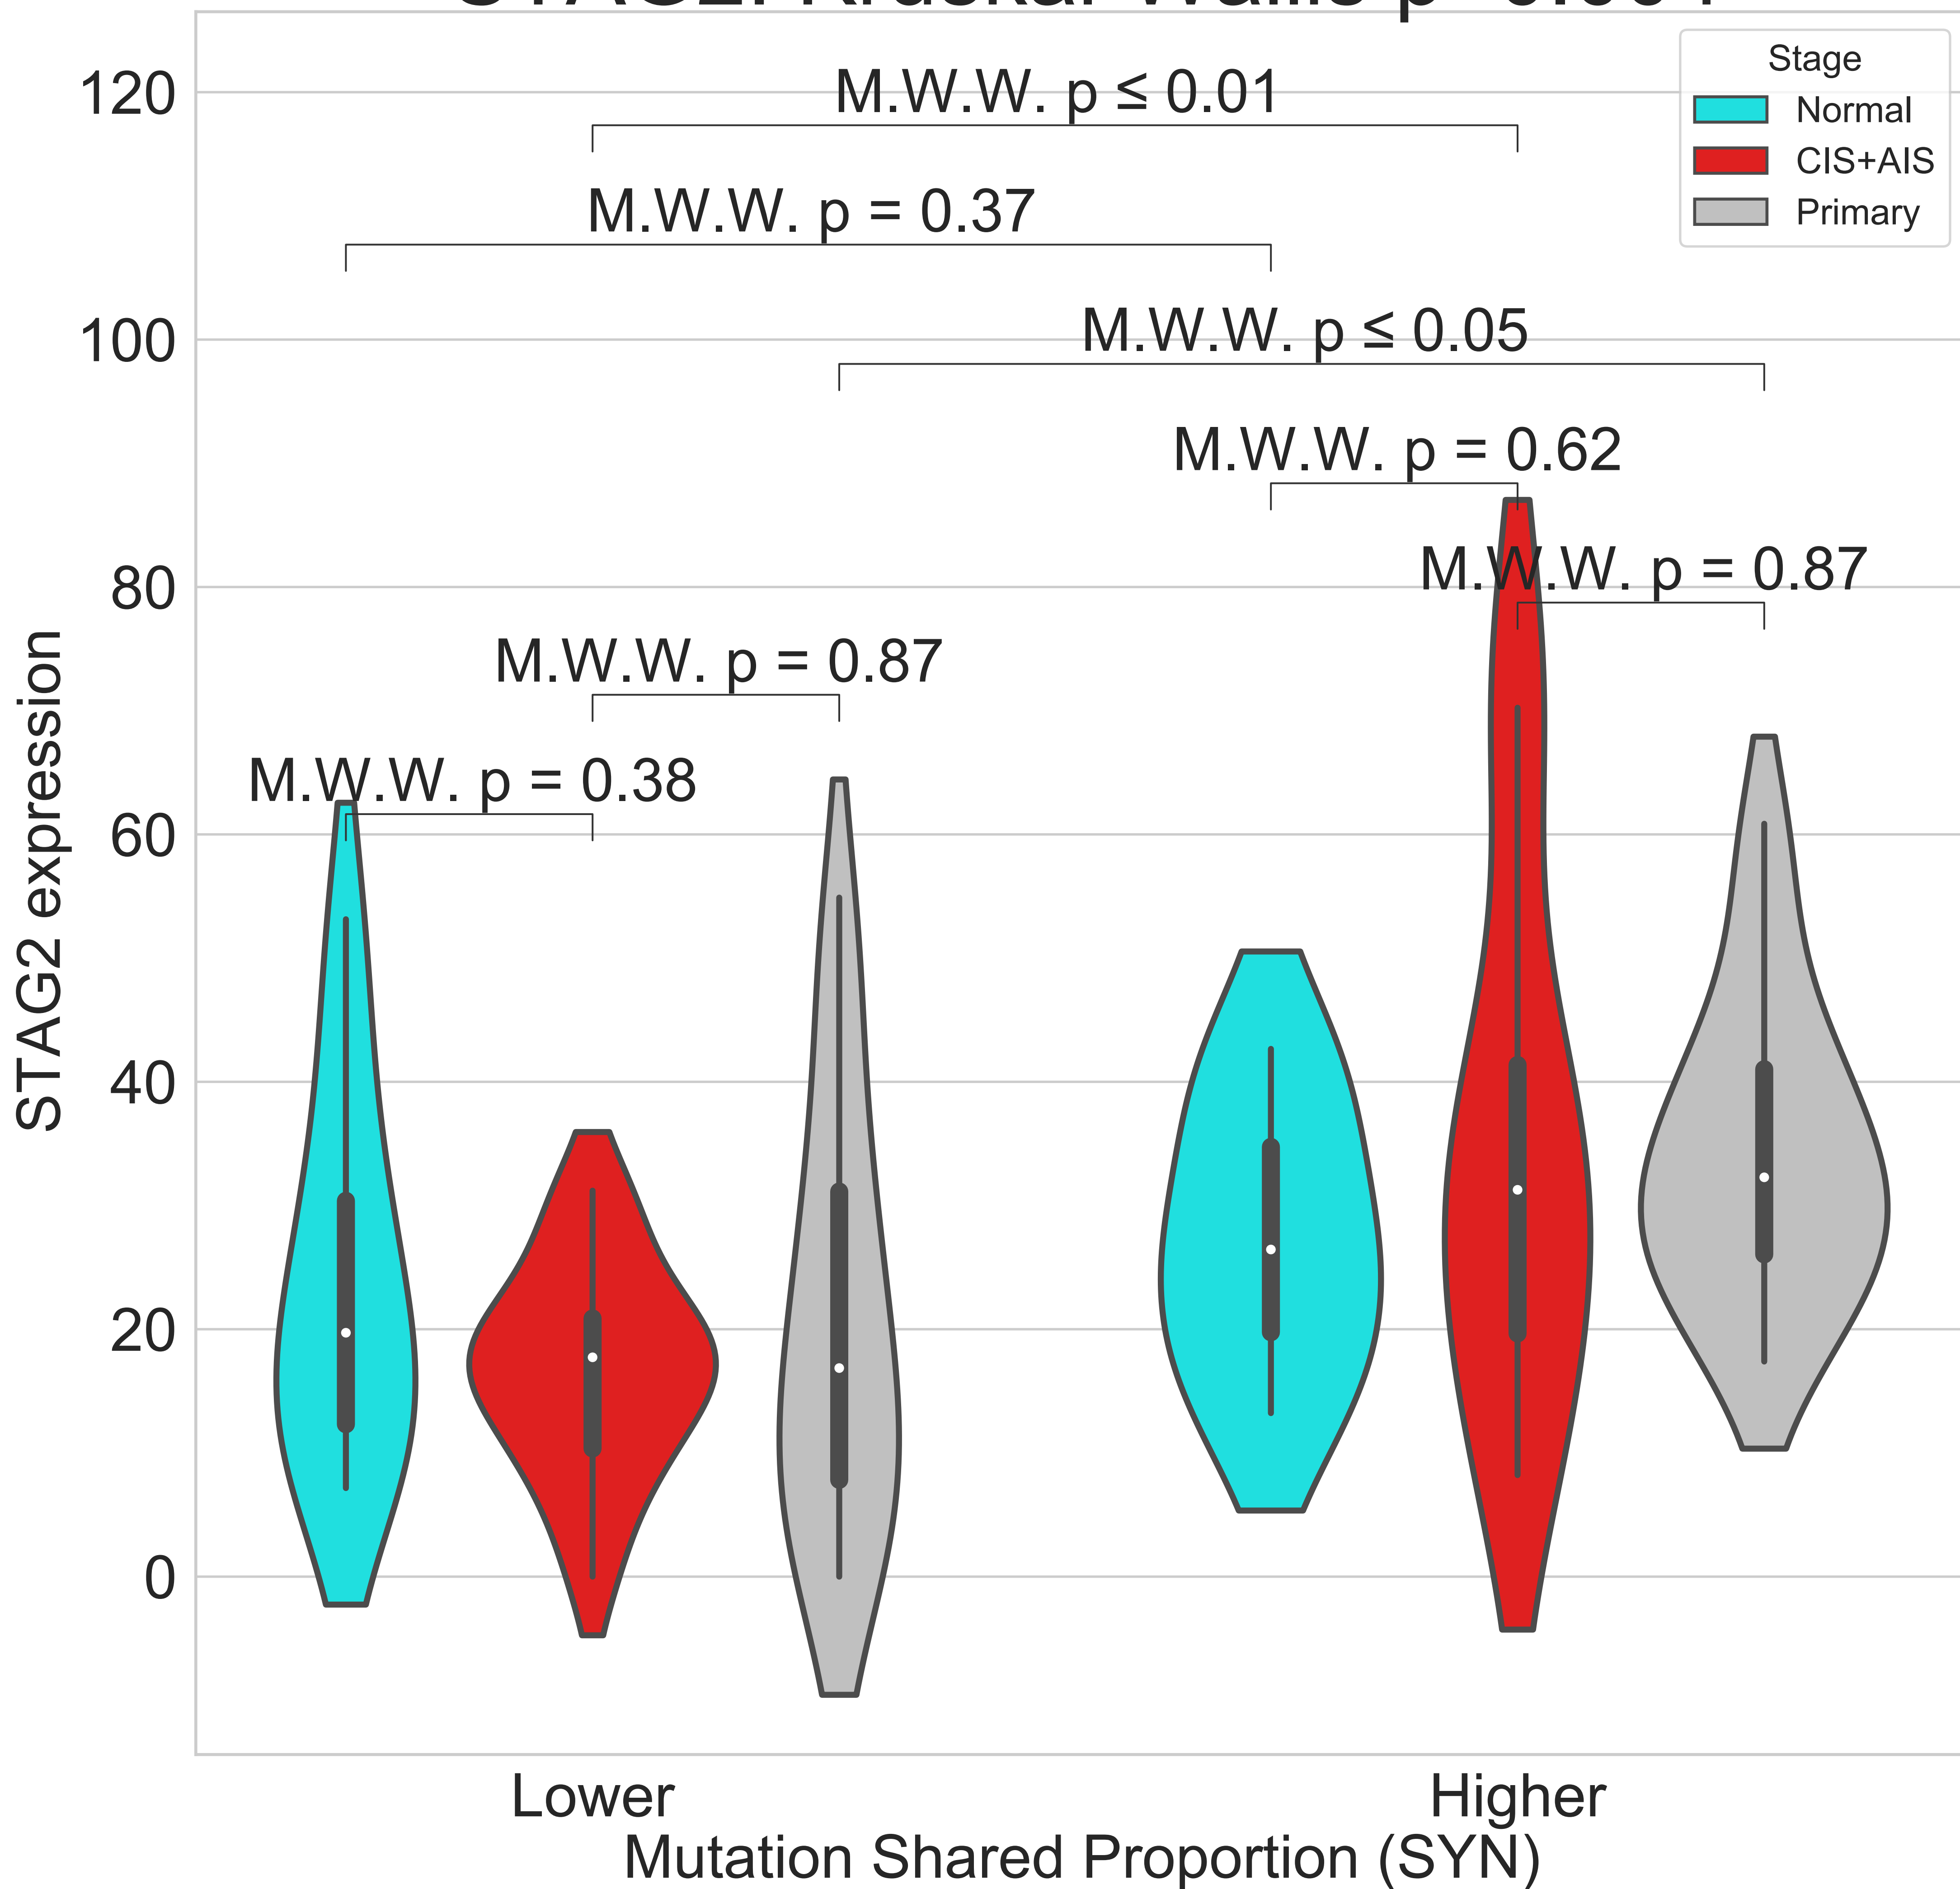 120
100
80
60
40
20
0
STAG2 expression
M.W.W. p ≤ 0.01
M.W.W. p = 0.37
M.W.W. p ≤ 0.05
M.W.W. p = 0.62
M.W.W. p = 0.87
M.W.W. p = 0.87
M.W.W. p = 0.38
Stage
Normal
CIS+AIS
Primary
Lower
Higher
Mutation Shared Proportion (SYN)